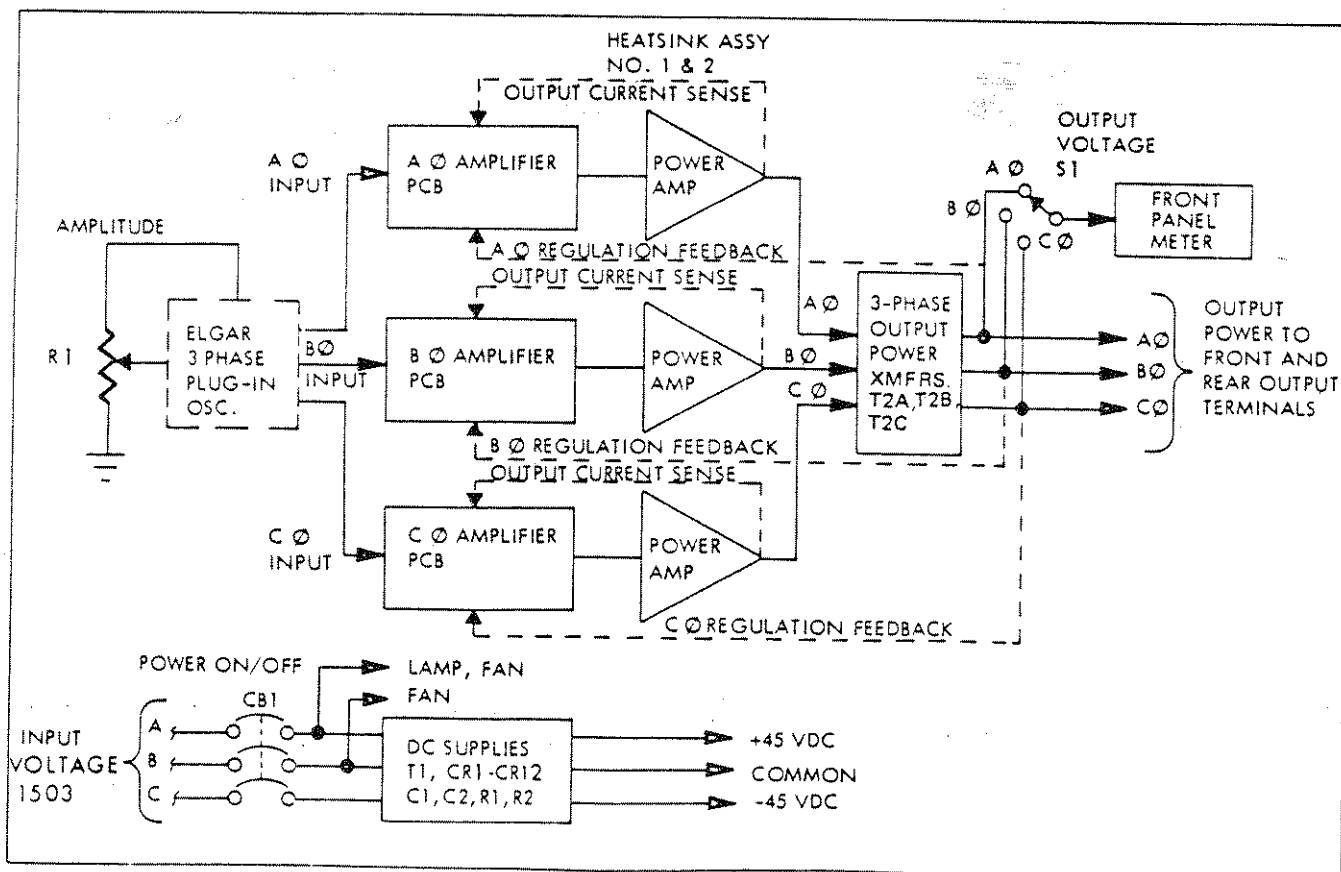 HEATSINK ASSY
NO. 1 & 2
OUTPUT CURRENT SENSE
A Ø
INPUT
A Ø AMPLIFIER
PCB
POWER
AMP
OUTPUT
VOLTAGE
S1
A Ø
B Ø
C Ø
FRONT
PANEL
METER
AMPLITUDE
R1
ELGAR
3 PHASE
PLUG-IN
OSC.
A Ø REGULATION FEEDBACK
OUTPUT CURRENT SENSE
BØ
INPUT
B Ø AMPLIFIER
PCB
POWER
AMP
A Ø
B Ø
C Ø
3-PHASE
OUTPUT
POWER
XMFRS.
T2A, T2B,
T2C
AØ
BØ
CØ
OUTPUT
POWER TO
FRONT AND
REAR OUTPUT
TERMINALS
B Ø REGULATION FEEDBACK
OUTPUT CURRENT SENSE
C Ø
INPUT
C Ø AMPLIFIER
PCB
POWER
AMP
C Ø REGULATION FEEDBACK
POWER ON/OFF
CB1
LAMP, FAN
FAN
INPUT
VOLTAGE
1503
A
B
C
DC SUPPLIES
T1, CR1-CR12
C1, C2, R1, R2
+45 VDC
COMMON
-45 VDC